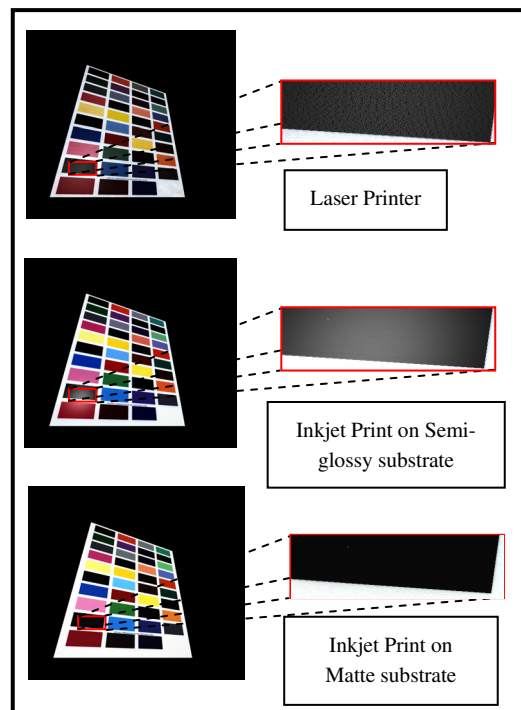 Laser Printer
Inkjet Print on Semi-
glossy substrate
Inkjet Print on
Matte substrate